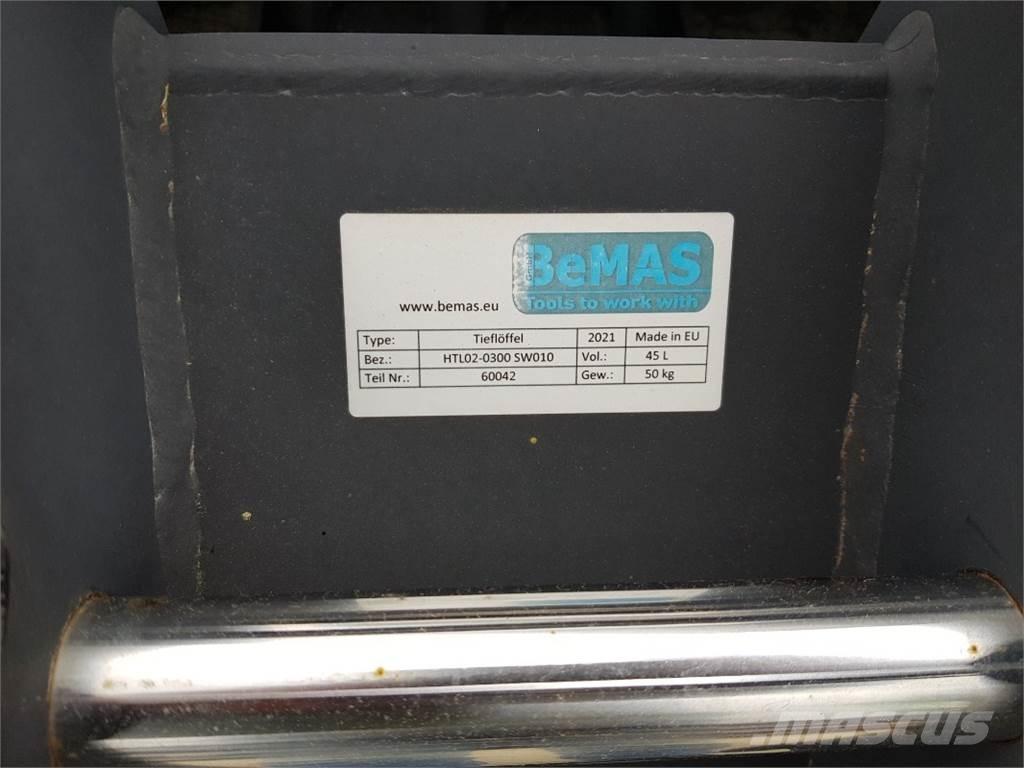 GmbH
BeMAS
Tools to work with
www.bemas.eu
Type: Tieflöffel 2021 Made in EU
Bez.: HTL02-0300 SW010 Vol.: 45 L
Teil Nr.: 60042 Gew.: 50 kg
mascus